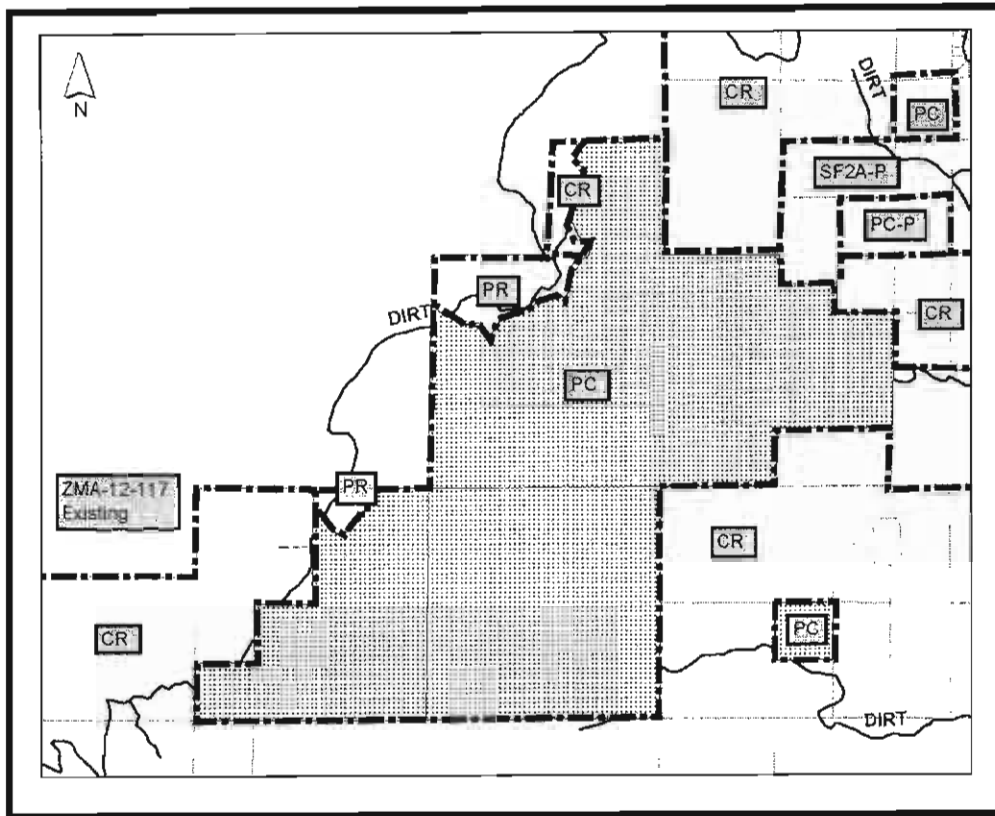 DIRT
CR
PC
N
SF2A-P
CR
PC-P
PR
CR
DIRT
PC
ZMA-12-117
Existing
PR
CR
PC
CR
DIRT